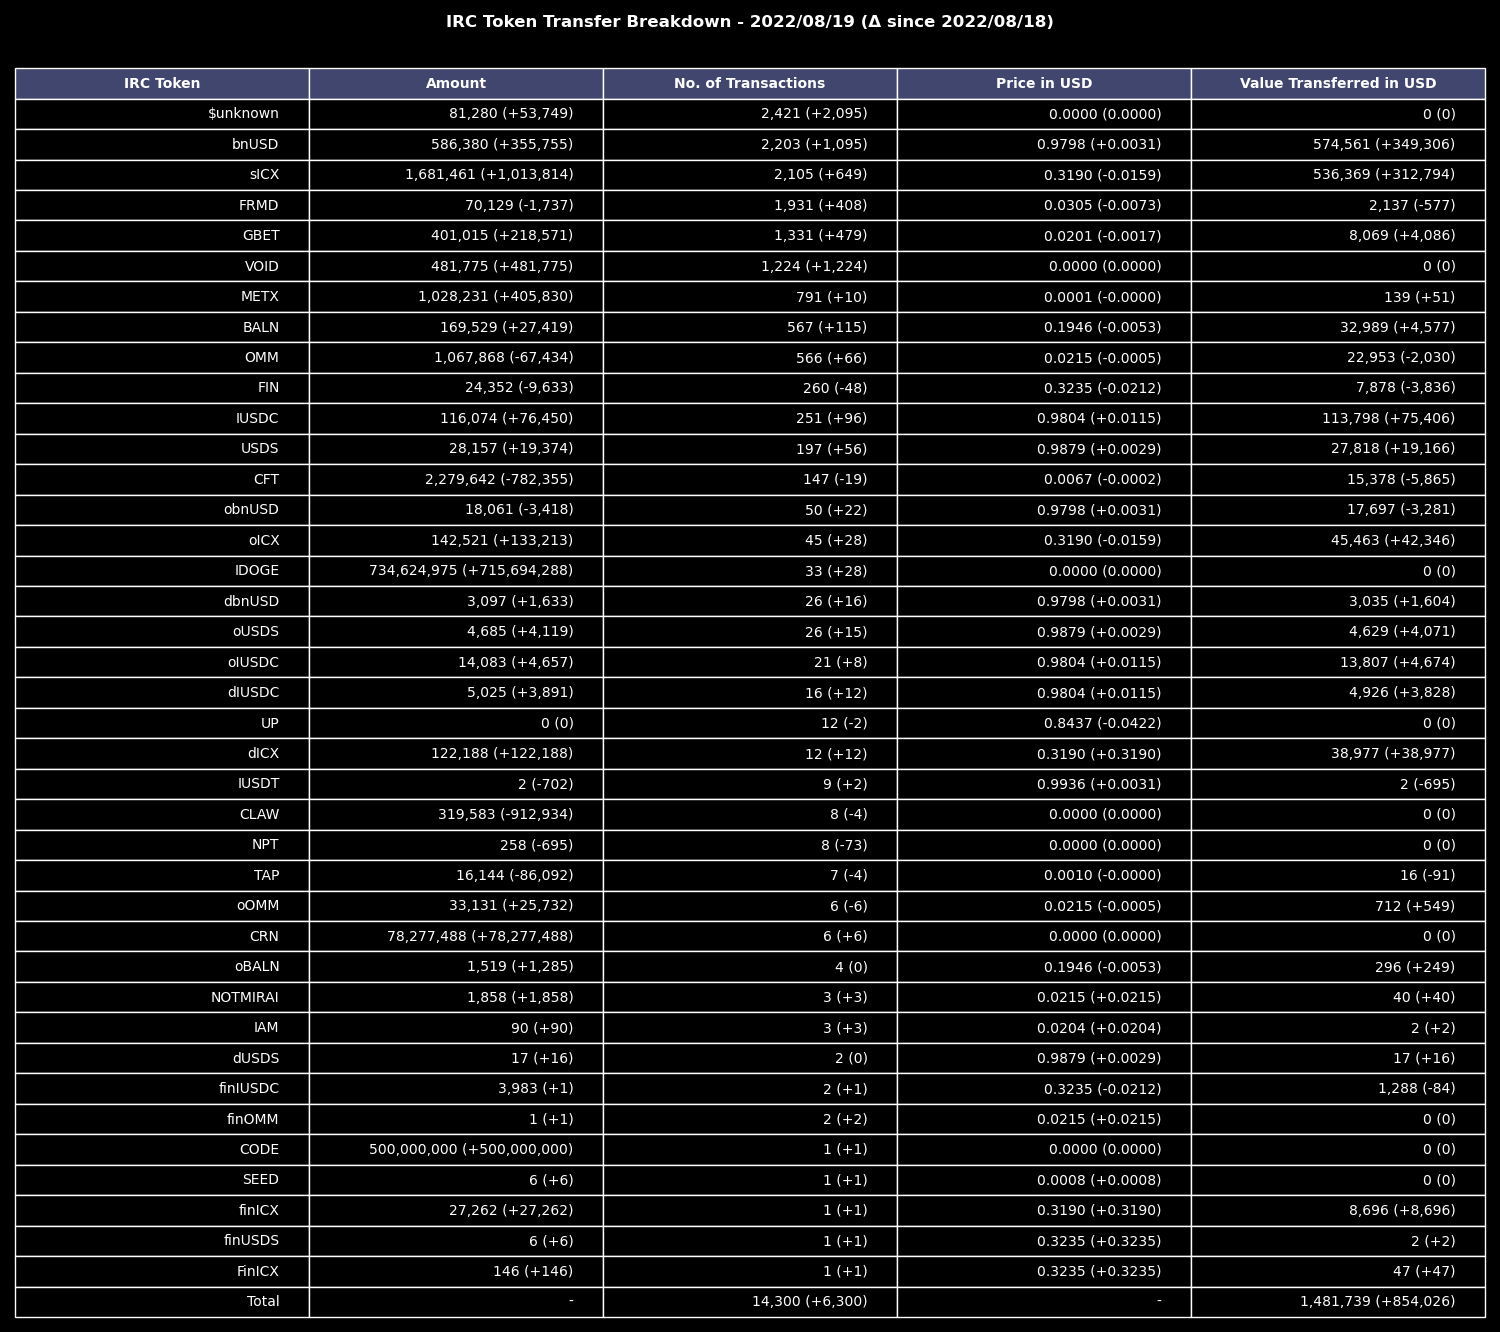 IRC Token Transfer Breakdown - 2022/08/19 (Δ since 2022/08/18)
IRC Token Amount No. of Transactions Price in USD Value Transferred in USD
$unknown 81,280 (+53,749) 2,421 (+2,095) 0.0000 (0.0000) 0 (0)
bnUSD 586,380 (+355,755) 2,203 (+1,095) 0.9798 (+0.0031) 574,561 (+349,306)
sICX 1,681,461 (+1,013,814) 2,105 (+649) 0.3190 (-0.0159) 536,369 (+312,794)
FRMD 70,129 (-1,737) 1,931 (+408) 0.0305 (-0.0073) 2,137 (-577)
GBET 401,015 (+218,571) 1,331 (+479) 0.0201 (-0.0017) 8,069 (+4,086)
VOID 481,775 (+481,775) 1,224 (+1,224) 0.0000 (0.0000) 0 (0)
METX 1,028,231 (+405,830) 791 (+10) 0.0001 (-0.0000) 139 (+51)
BALN 169,529 (+27,419) 567 (+115) 0.1946 (-0.0053) 32,989 (+4,577)
OMM 1,067,868 (-67,434) 566 (+66) 0.0215 (-0.0005) 22,953 (-2,030)
FIN 24,352 (-9,633) 260 (-48) 0.3235 (-0.0212) 7,878 (-3,836)
IUSDC 116,074 (+76,450) 251 (+96) 0.9804 (+0.0115) 113,798 (+75,406)
USDS 28,157 (+19,374) 197 (+56) 0.9879 (+0.0029) 27,818 (+19,166)
CFT 2,279,642 (-782,355) 147 (-19) 0.0067 (-0.0002) 15,378 (-5,865)
obnUSD 18,061 (-3,418) 50 (+22) 0.9798 (+0.0031) 17,697 (-3,281)
oICX 142,521 (+133,213) 45 (+28) 0.3190 (-0.0159) 45,463 (+42,346)
IDOGE 734,624,975 (+715,694,288) 33 (+28) 0.0000 (0.0000) 0 (0)
dbnUSD 3,097 (+1,633) 26 (+16) 0.9798 (+0.0031) 3,035 (+1,604)
oUSDS 4,685 (+4,119) 26 (+15) 0.9879 (+0.0029) 4,629 (+4,071)
oIUSDC 14,083 (+4,657) 21 (+8) 0.9804 (+0.0115) 13,807 (+4,674)
dIUSDC 5,025 (+3,891) 16 (+12) 0.9804 (+0.0115) 4,926 (+3,828)
UP 0 (0) 12 (-2) 0.8437 (-0.0422) 0 (0)
dICX 122,188 (+122,188) 12 (+12) 0.3190 (+0.3190) 38,977 (+38,977)
IUSDT 2 (-702) 9 (+2) 0.9936 (+0.0031) 2 (-695)
CLAW 319,583 (-912,934) 8 (-4) 0.0000 (0.0000) 0 (0)
NPT 258 (-695) 8 (-73) 0.0000 (0.0000) 0 (0)
TAP 16,144 (-86,092) 7 (-4) 0.0010 (-0.0000) 16 (-91)
oOMM 33,131 (+25,732) 6 (-6) 0.0215 (-0.0005) 712 (+549)
CRN 78,277,488 (+78,277,488) 6 (+6) 0.0000 (0.0000) 0 (0)
oBALN 1,519 (+1,285) 4 (0) 0.1946 (-0.0053) 296 (+249)
NOTMIRAI 1,858 (+1,858) 3 (+3) 0.0215 (+0.0215) 40 (+40)
IAM 90 (+90) 3 (+3) 0.0204 (+0.0204) 2 (+2)
dUSDS 17 (+16) 2 (0) 0.9879 (+0.0029) 17 (+16)
finIUSDC 3,983 (+1) 2 (+1) 0.3235 (-0.0212) 1,288 (-84)
finOMM 1 (+1) 2 (+2) 0.0215 (+0.0215) 0 (0)
CODE 500,000,000 (+500,000,000) 1 (+1) 0.0000 (0.0000) 0 (0)
SEED 6 (+6) 1 (+1) 0.0008 (+0.0008) 0 (0)
finICX 27,262 (+27,262) 1 (+1) 0.3190 (+0.3190) 8,696 (+8,696)
finUSDS 6 (+6) 1 (+1) 0.3235 (+0.3235) 2 (+2)
FinICX 146 (+146) 1 (+1) 0.3235 (+0.3235) 47 (+47)
Total - 14,300 (+6,300) - 1,481,739 (+854,026)